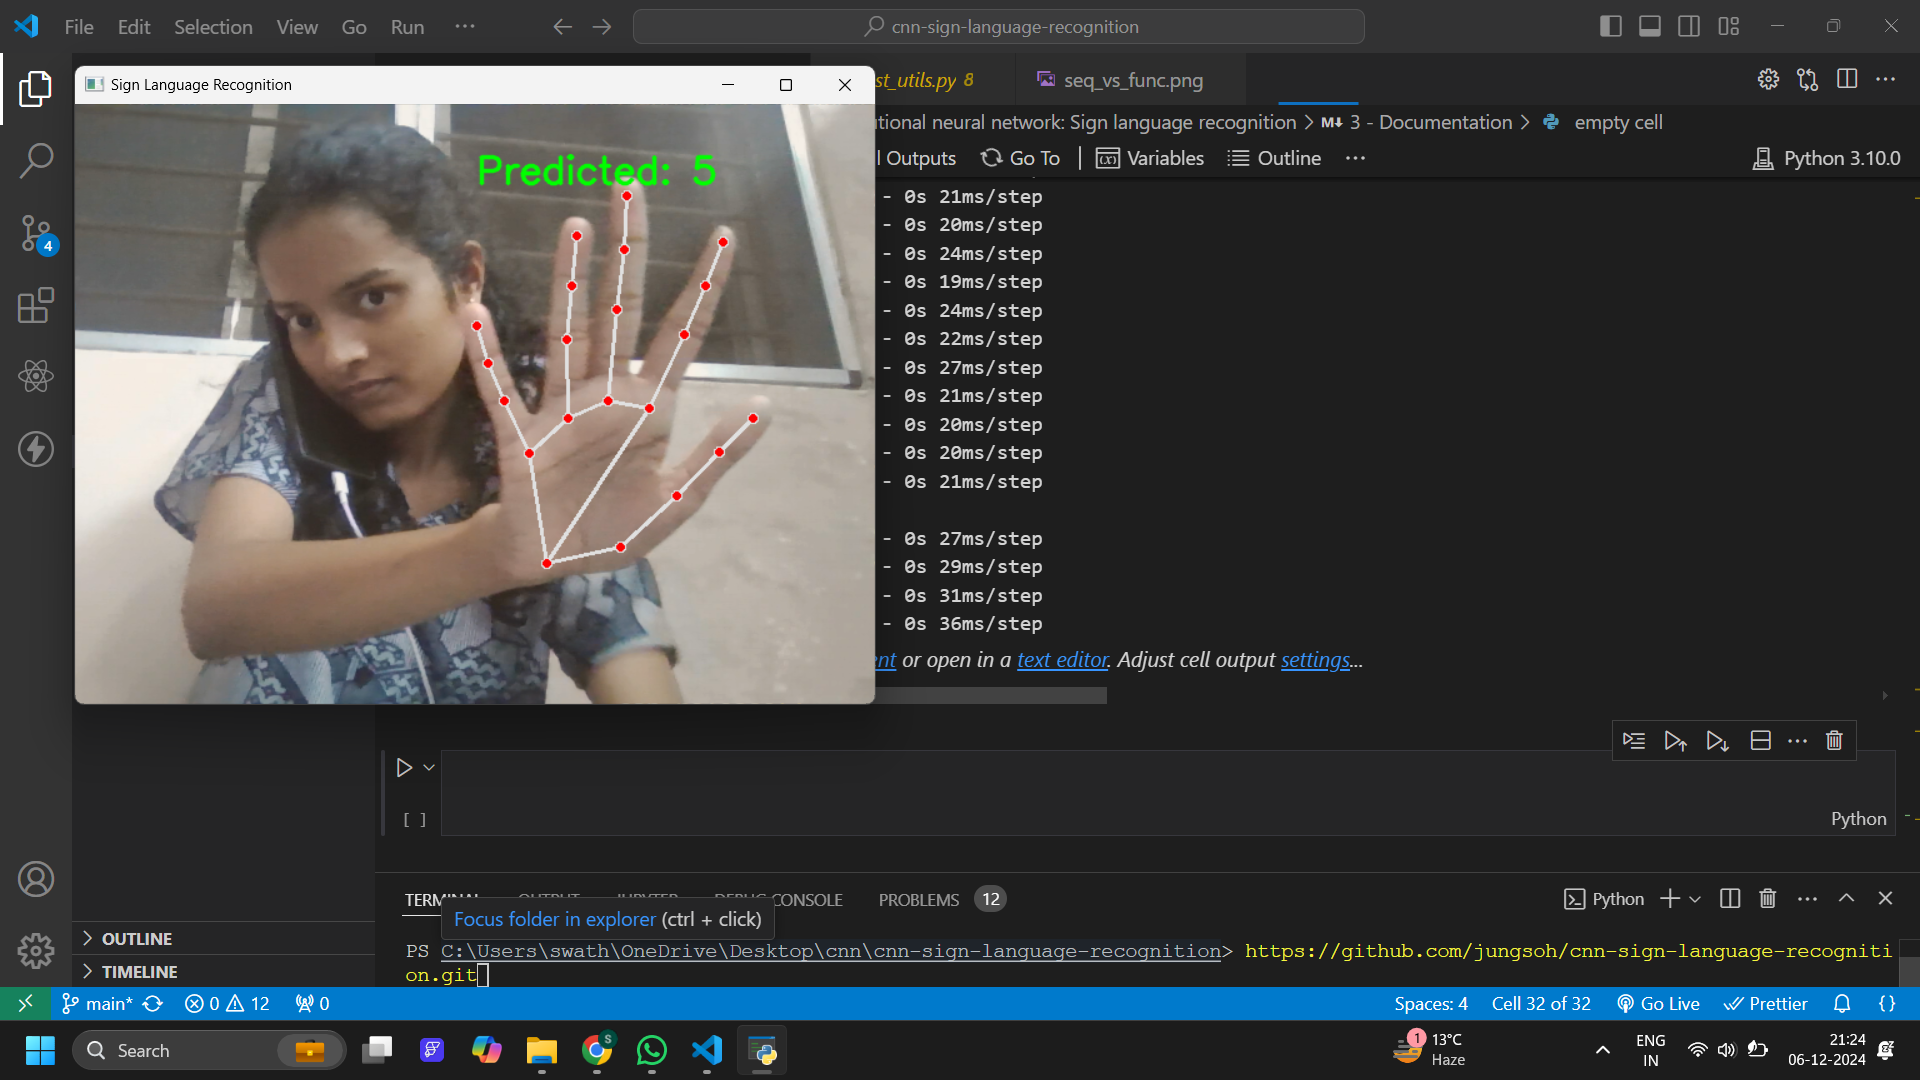 File Edit Selection View Go Run ···
cnn-sign-language-recognition
Sign Language Recognition
st_utils.py 8
seq_vs_func.png
utional neural network: Sign language recognition > M↓ 3 - Documentation > empty cell
l Outputs Go To | Variables Outline ···
Python 3.10.0
Predicted: 5
- 0s 21ms/step
- 0s 20ms/step
- 0s 24ms/step
- 0s 19ms/step
- 0s 24ms/step
- 0s 22ms/step
- 0s 27ms/step
- 0s 21ms/step
- 0s 20ms/step
- 0s 20ms/step
- 0s 21ms/step
- 0s 27ms/step
- 0s 29ms/step
- 0s 31ms/step
- 0s 36ms/step
ent or open in a text editor. Adjust cell output settings...
[ ]
Python
4
CONSOLE PROBLEMS 12
Python
Focus folder in explorer (ctrl + click)
OUTLINE
TIMELINE
PS C:\Users\swath\OneDrive\Desktop\cnn\cnn-sign-language-recognition> https://github.com/jungsoh/cnn-sign-language-recogniti
on.git
main* 0 12 0
Spaces: 4 Cell 32 of 32 Go Live Prettier {}
Search
S
1
13°C
Haze
ENG
IN
21:24
06-12-2024